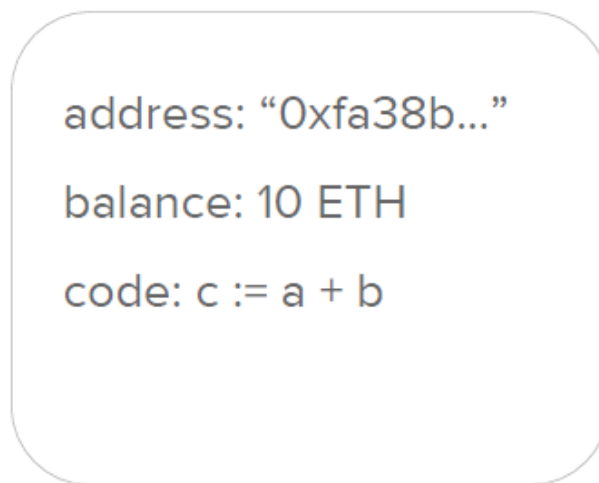 address: “0xfa38b...”
balance: 10 ETH
code: c := a + b